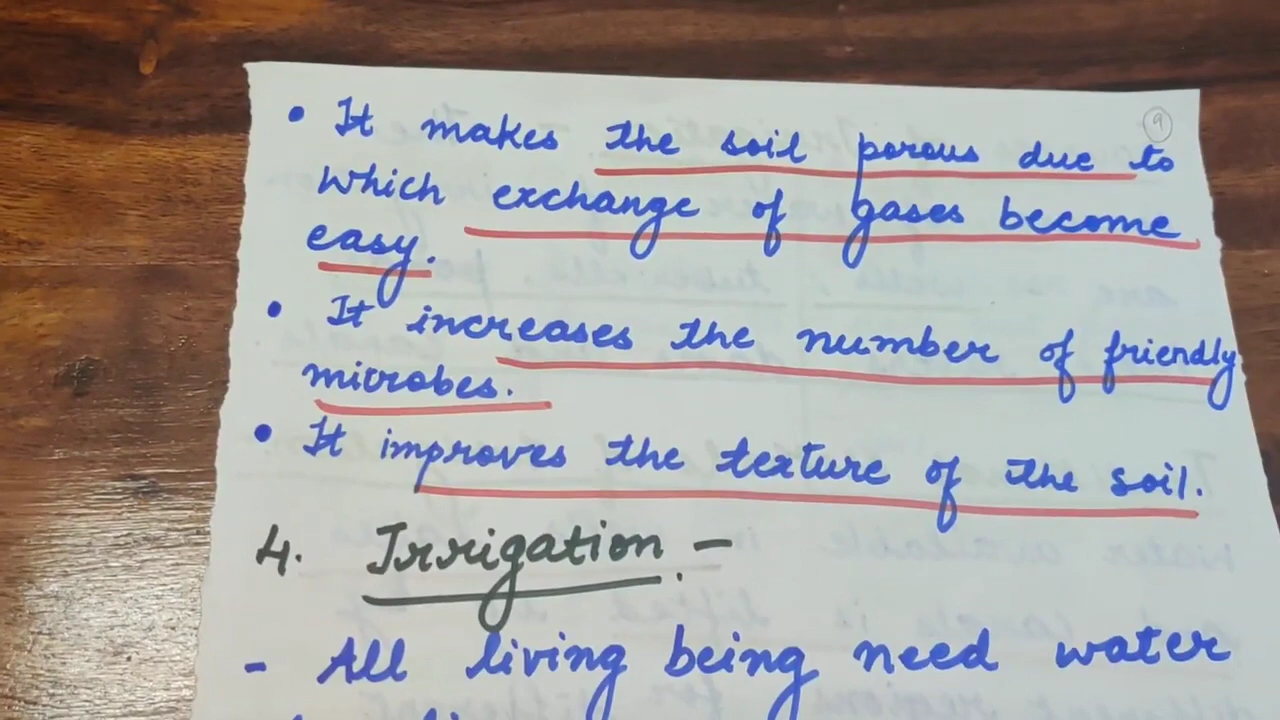 9
• It makes the soil porous due to
which exchange of gases become
easy.
• It increases the number of friendly
microbes.
• It improves the texture of the soil.
4. Irrigation. -
- All living being need water